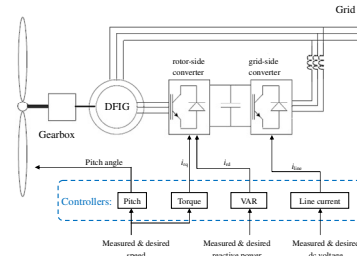 Grid
rotor-side
converter
grid-side
converter
DFIG
Gearbox
Pitch angle
i_rq
i_rd
i_line
Controllers:
Pitch
Torque
VAR
Line current
Measured & desired
speed
Measured & desired
reactive power
Measured & desired
dc voltage